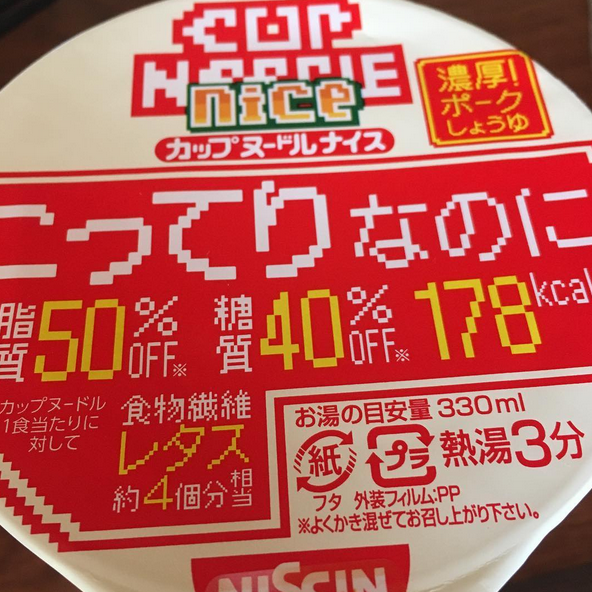 CUP
NOODLE
nice
カップヌードルナイス
濃厚!
ポーク
しょうゆ
こってりなのに
脂質50%OFF※ 糖質40%OFF※ 178kcal
カップヌードル
1食当たりに
対して
食物繊維
レタス
約4個分相当
お湯の目安量 330ml
紙 プラ 熱湯3分
フタ 外装フィルム:PP
※よくかき混ぜてお召し上がり下さい。
NISSIN